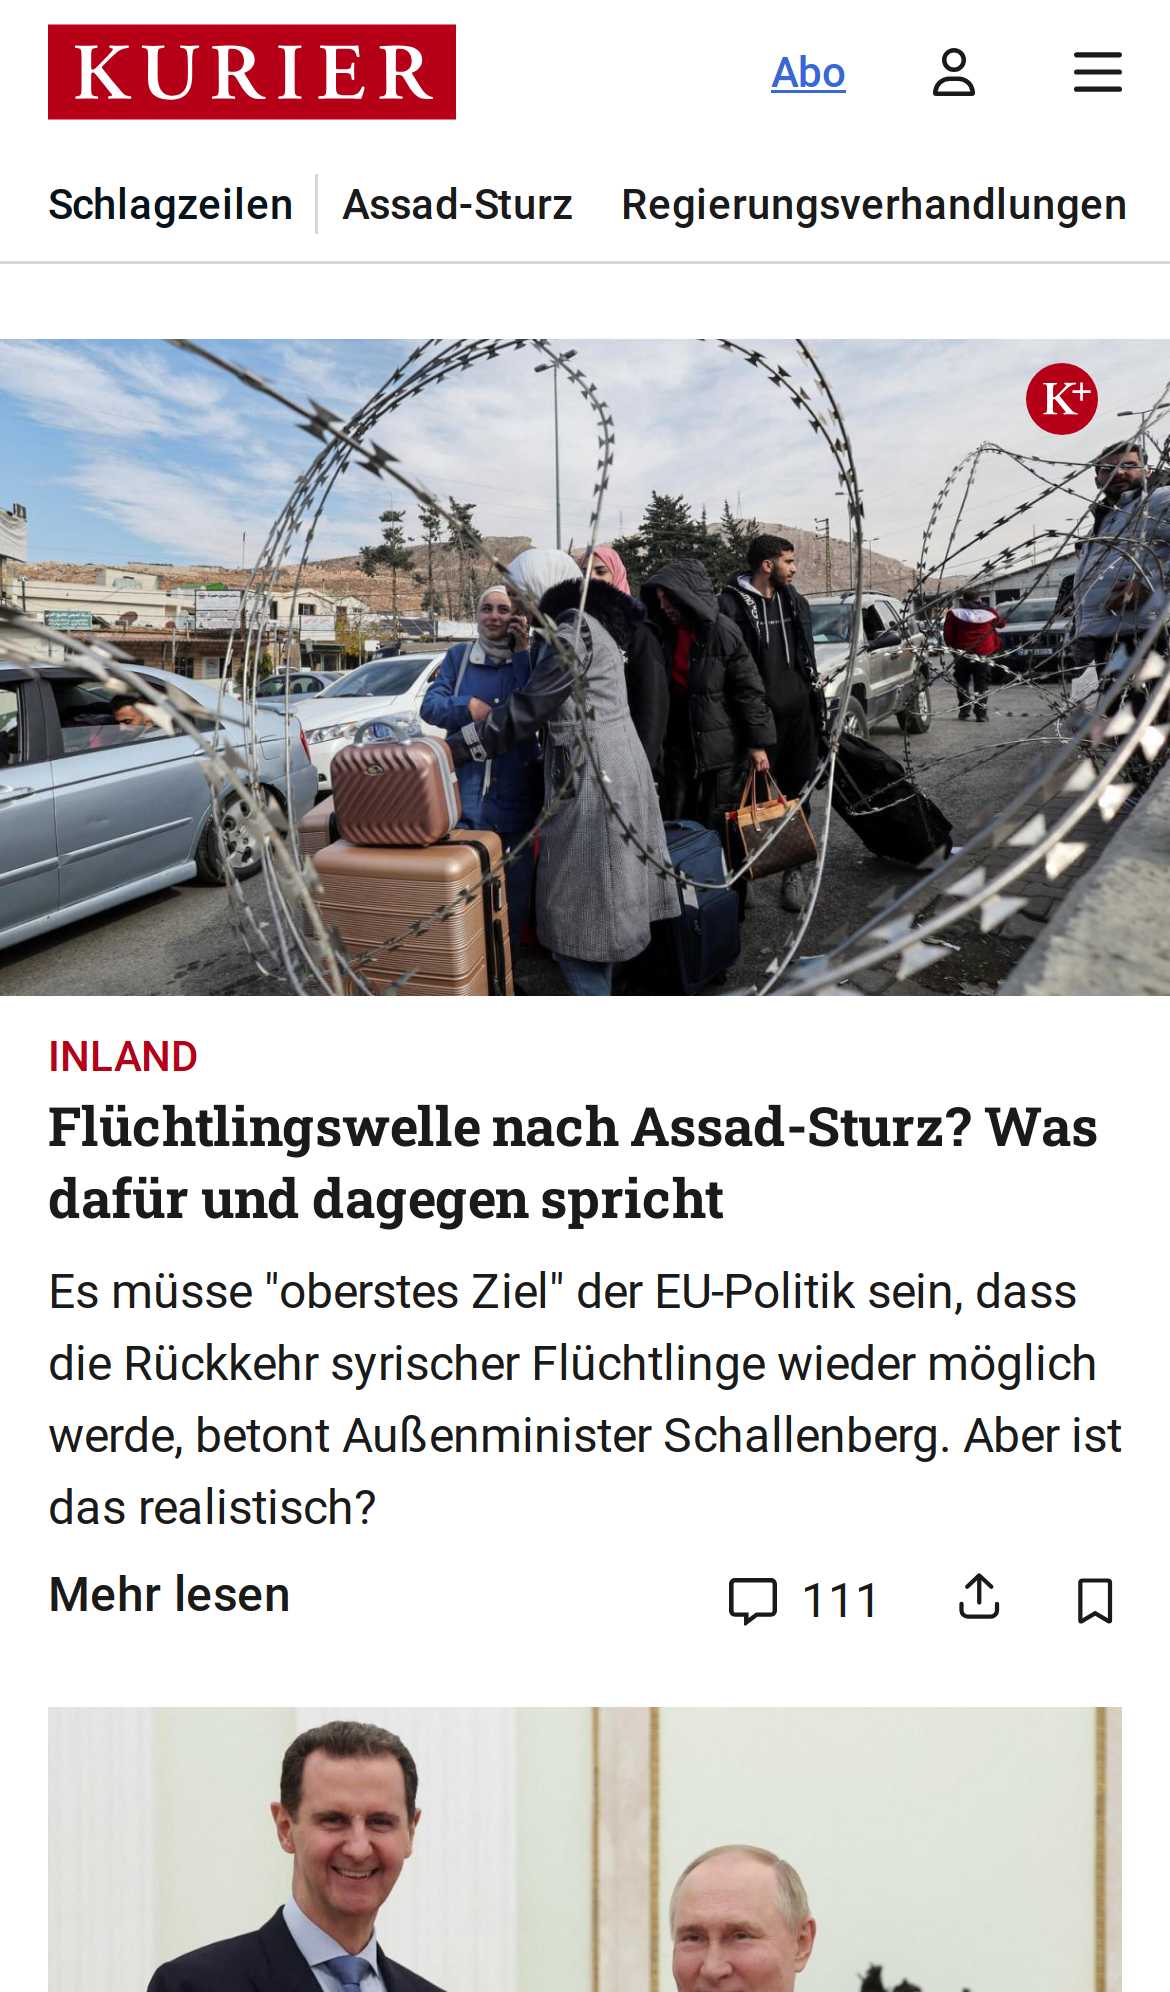 KURIER
Abo
Schlagzeilen
Assad-Sturz
Regierungsverhandlungen
K+
INLAND
Flüchtlingswelle nach Assad-Sturz? Was
dafür und dagegen spricht
Es müsse "oberstes Ziel" der EU-Politik sein, dass
die Rückkehr syrischer Flüchtlinge wieder möglich
werde, betont Außenminister Schallenberg. Aber ist
das realistisch?
Mehr lesen
111